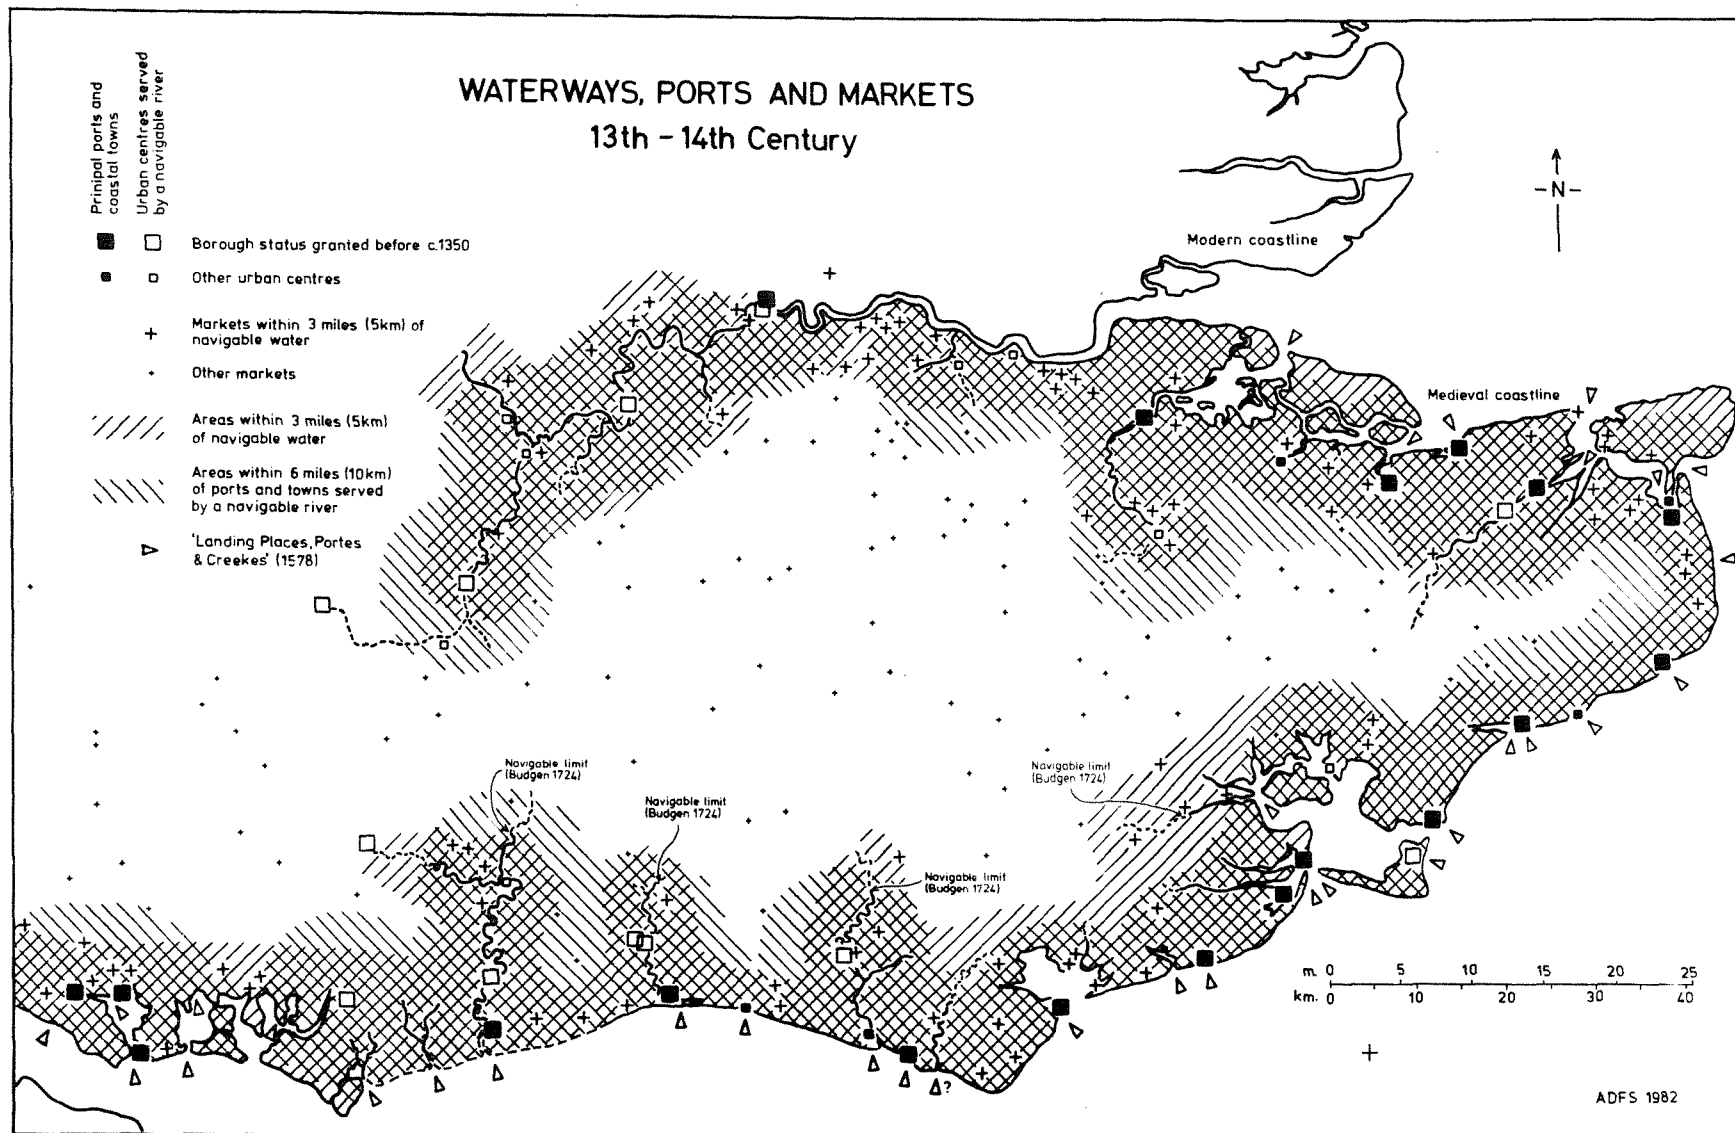 WATERWAYS, PORTS AND MARKETS
13th – 14th Century
Prinipal ports and
coastal towns
Urban centres served
by a navigable river
Borough status granted before c.1350
Other urban centres
Markets within 3 miles (5km) of
navigable water
Other markets
Areas within 3 miles (5km)
of navigable water
Areas within 6 miles (10km)
of ports and towns served
by a navigable river
'Landing Places, Portes
& Creekes' (1578)
-N-
Modern coastline
Medieval coastline
Navigable limit
(Budgen 1724)
Navigable limit
(Budgen 1724)
Navigable limit
(Budgen 1724)
Navigable limit
(Budgen 1724)
?
m. 0 5 10 15 20 25
km. 0 10 20 30 40
ADFS 1982